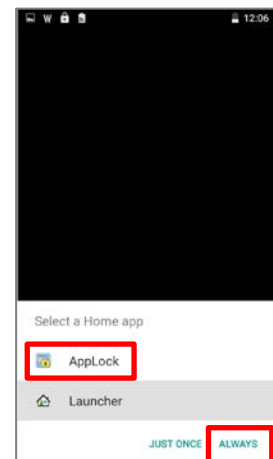 12:06
Select a Home app
AppLock
Launcher
JUST ONCE ALWAYS